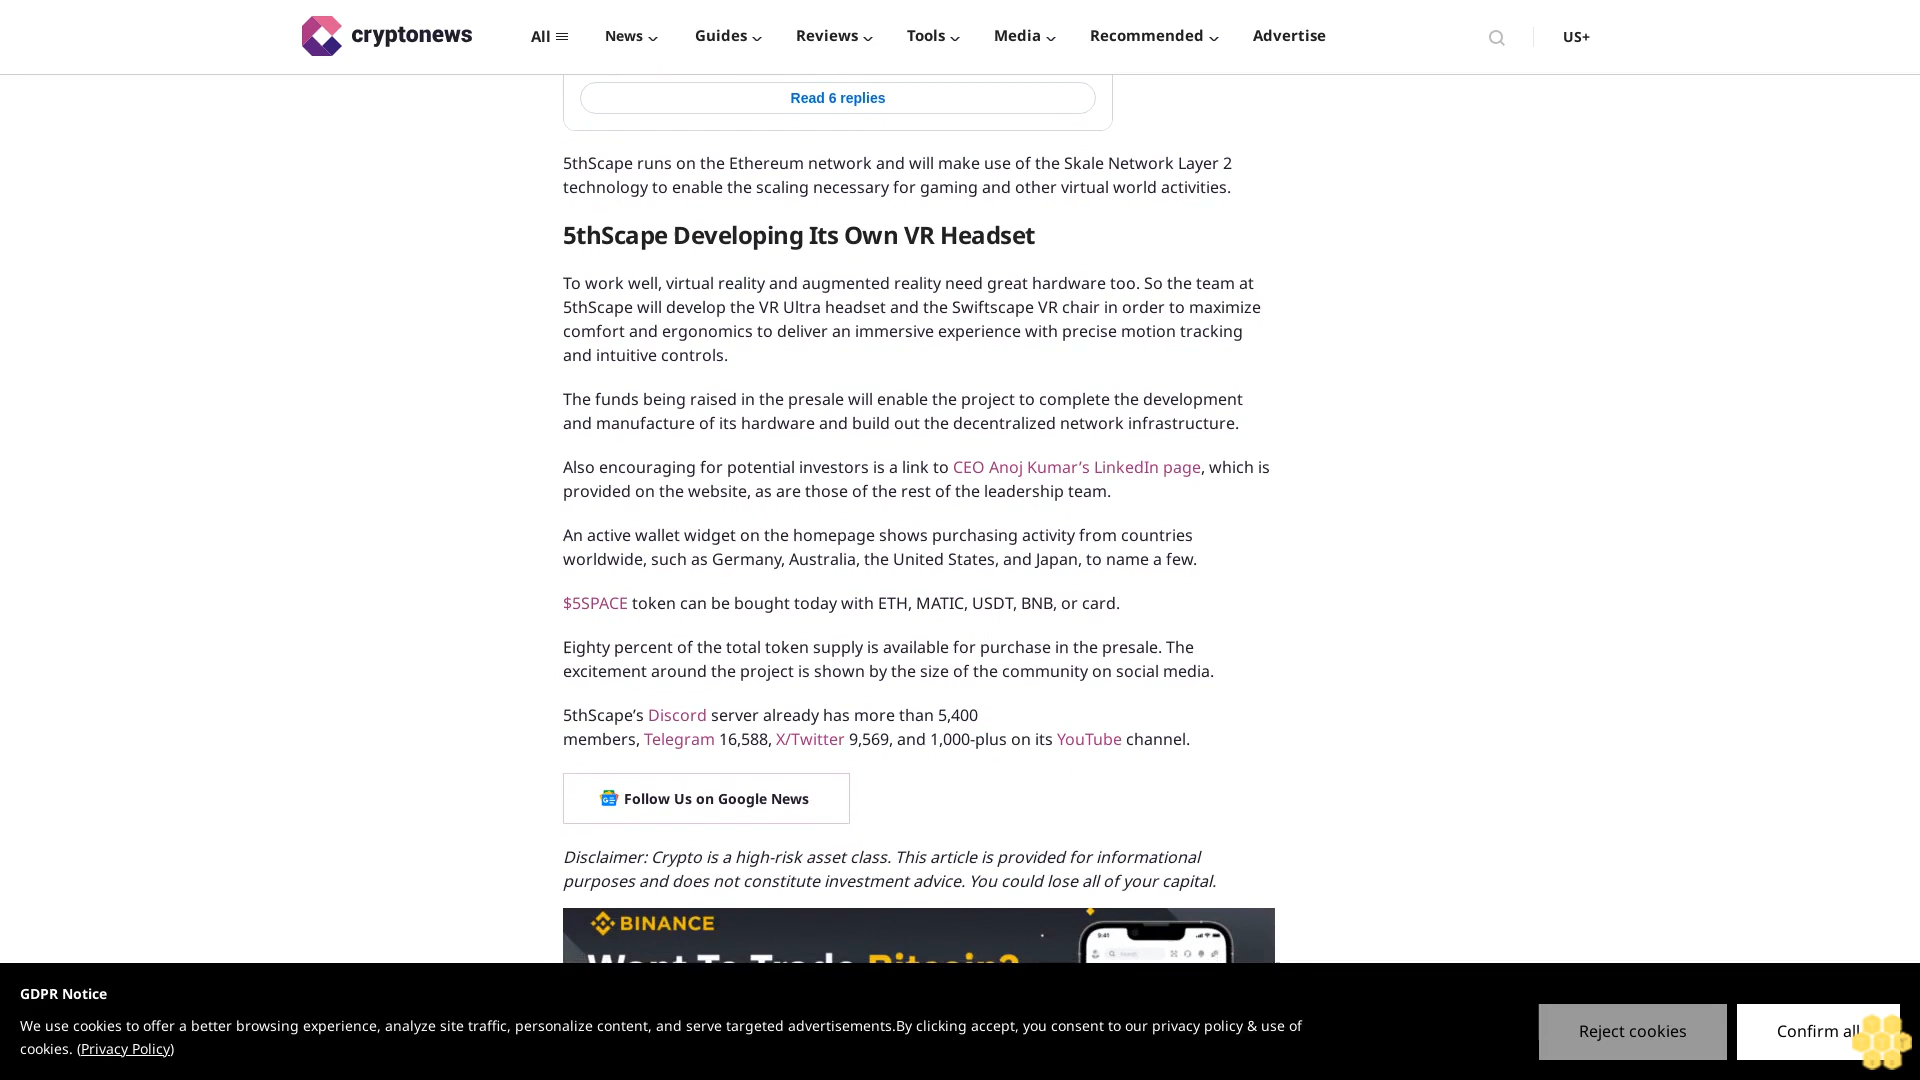 cryptonews
All
News
Guides
Reviews
Tools
Media
Recommended
Advertise
US+
Read 6 replies
5thScape runs on the Ethereum network and will make use of the Skale Network Layer 2
technology to enable the scaling necessary for gaming and other virtual world activities.
5thScape Developing Its Own VR Headset
To work well, virtual reality and augmented reality need great hardware too. So the team at
5thScape will develop the VR Ultra headset and the Swiftscape VR chair in order to maximize
comfort and ergonomics to deliver an immersive experience with precise motion tracking
and intuitive controls.
The funds being raised in the presale will enable the project to complete the development
and manufacture of its hardware and build out the decentralized network infrastructure.
Also encouraging for potential investors is a link to CEO Anoj Kumar’s LinkedIn page, which is
provided on the website, as are those of the rest of the leadership team.
An active wallet widget on the homepage shows purchasing activity from countries
worldwide, such as Germany, Australia, the United States, and Japan, to name a few.
$5SPACE token can be bought today with ETH, MATIC, USDT, BNB, or card.
Eighty percent of the total token supply is available for purchase in the presale. The
excitement around the project is shown by the size of the community on social media.
5thScape’s Discord server already has more than 5,400
members, Telegram 16,588, X/Twitter 9,569, and 1,000-plus on its YouTube channel.
Follow Us on Google News
Disclaimer: Crypto is a high-risk asset class. This article is provided for informational
purposes and does not constitute investment advice. You could lose all of your capital.
BINANCE
Want To Trade Bitcoin?
9:41
GDPR Notice
We use cookies to offer a better browsing experience, analyze site traffic, personalize content, and serve targeted advertisements.By clicking accept, you consent to our privacy policy & use of
cookies. (Privacy Policy)
Reject cookies
Confirm all